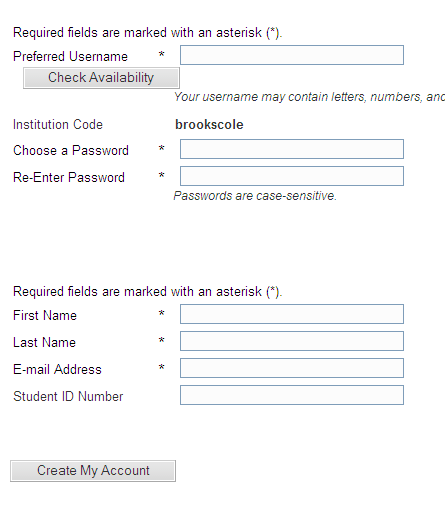 Required fields are marked with an asterisk (*).
Preferred Username *
Check Availability
Your username may contain letters, numbers, and
Institution Code brookscole
Choose a Password *
Re-Enter Password *
Passwords are case-sensitive.
Required fields are marked with an asterisk (*).
First Name *
Last Name *
E-mail Address *
Student ID Number
Create My Account